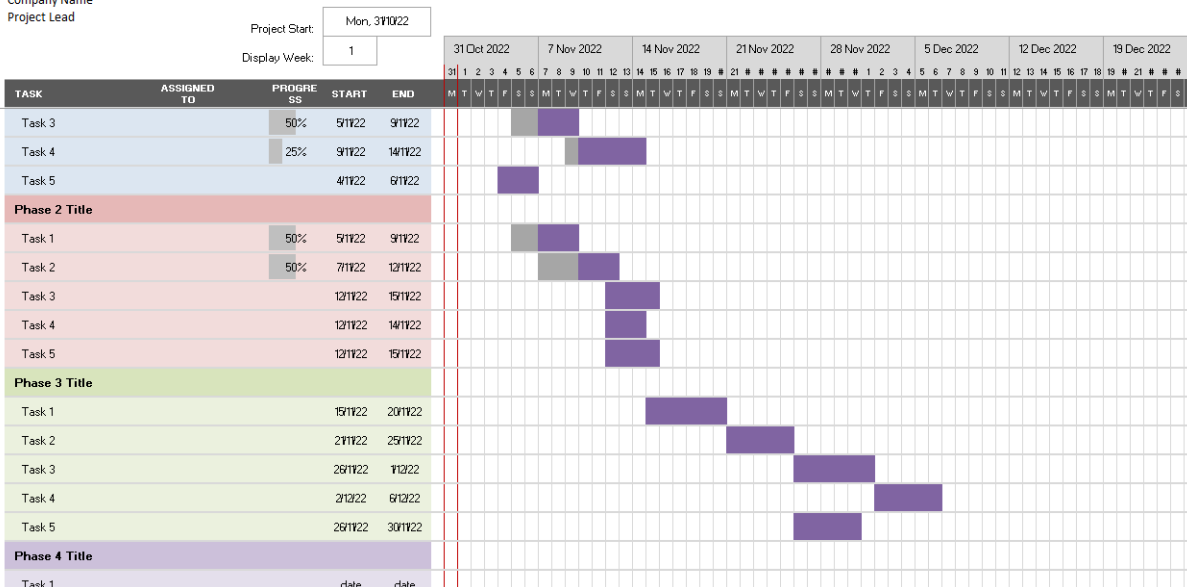 Company Name
Project Lead
Project Start: Mon, 31/10/22
Display Week: 1
31 Oct 2022 7 Nov 2022 14 Nov 2022 21 Nov 2022 28 Nov 2022 5 Dec 2022 12 Dec 2022 19 Dec 2022
31 1 2 3 4 5 6 7 8 9 10 11 12 13 14 15 16 17 18 19 # 21 # # # # # # # # # 1 2 3 4 5 6 7 8 9 10 11 12 13 14 15 16 17 18 19 # 21 # # #
TASK ASSIGNED TO PROGRE SS START END M T W T F S S M T W T F S S M T W T F S S M T W T F S S M T W T F S S M T W T F S S M T W T F S S M T W T F S
Task 3 50% 5/11/22 9/11/22
Task 4 25% 9/11/22 14/11/22
Task 5 4/11/22 6/11/22
Phase 2 Title
Task 1 50% 5/11/22 9/11/22
Task 2 50% 7/11/22 12/11/22
Task 3 12/11/22 15/11/22
Task 4 12/11/22 14/11/22
Task 5 12/11/22 15/11/22
Phase 3 Title
Task 1 15/11/22 20/11/22
Task 2 21/11/22 25/11/22
Task 3 26/11/22 1/12/22
Task 4 2/12/22 6/12/22
Task 5 26/11/22 30/11/22
Phase 4 Title
Task 1 date date